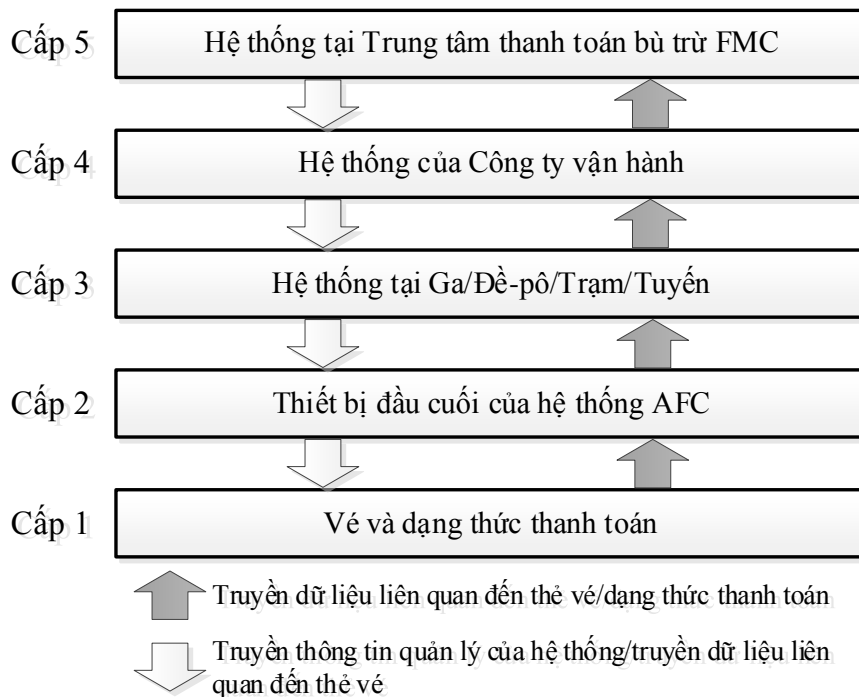 Cấp 5 Hệ thống tại Trung tâm thanh toán bù trừ FMC
Cấp 4 Hệ thống của Công ty vận hành
Cấp 3 Hệ thống tại Ga/Đề-pô/Trạm/Tuyến
Cấp 2 Thiết bị đầu cuối của hệ thống AFC
Cấp 1 Vé và dạng thức thanh toán
Truyền dữ liệu liên quan đến thẻ vé/dạng thức thanh toán
Truyền thông tin quản lý của hệ thống/truyền dữ liệu liên
quan đến thẻ vé